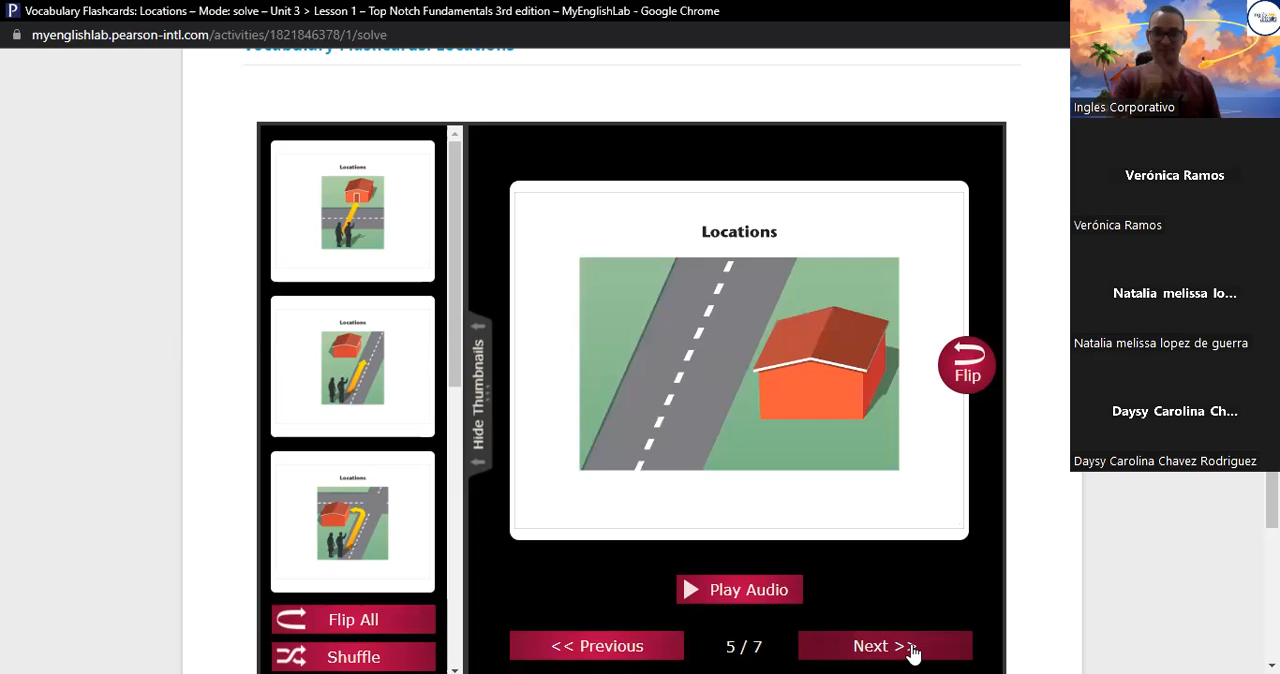 Vocabulary Flashcards: Locations – Mode: solve – Unit 3 > Lesson 1 – Top Notch Fundamentals 3rd edition – MyEnglishLab - Google Chrome
myenglishlab.pearson-intl.com/activities/1821846378/1/solve
Vocabulary Flashcards: Locations
Locations
Locations
Locations
Flip All
Shuffle
Hide Thumbnails
Locations
Flip
Play Audio
<< Previous
5 / 7
Next >>
Ingles Corporativo
Verónica Ramos
Verónica Ramos
Natalia melissa lo...
Natalia melissa lopez de guerra
Daysy Carolina Ch...
Daysy Carolina Chavez Rodriguez